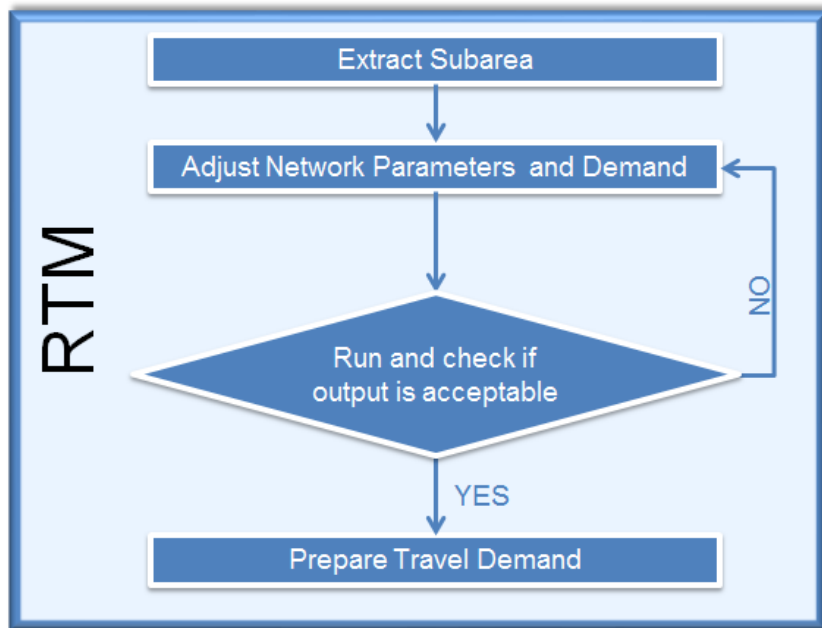 RTM
Extract Subarea
Adjust Network Parameters and Demand
Run and check if
output is acceptable
NO
YES
Prepare Travel Demand